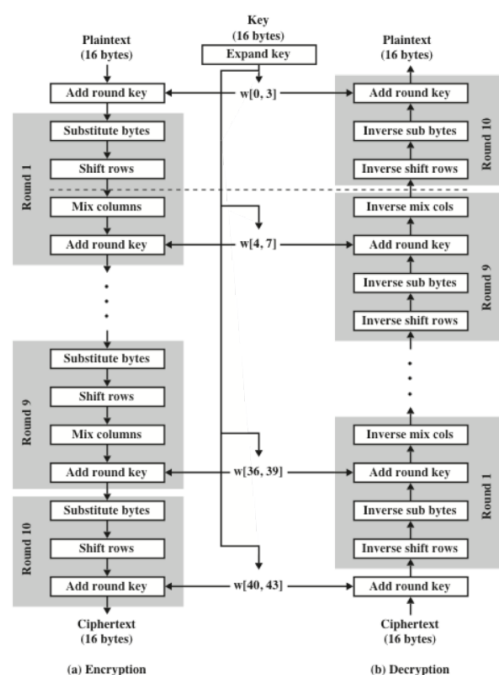 Key
(16 bytes)
Expand key
Plaintext
(16 bytes)
Add round key
Substitute bytes
Shift rows
Mix columns
Add round key
Round 1
Substitute bytes
Shift rows
Mix columns
Add round key
Round 9
Substitute bytes
Shift rows
Add round key
Round 10
Ciphertext
(16 bytes)
(a) Encryption
w[0, 3]
w[4, 7]
w[36, 39]
w[40, 43]
Plaintext
(16 bytes)
Add round key
Inverse sub bytes
Inverse shift rows
Round 10
Inverse mix cols
Add round key
Inverse sub bytes
Inverse shift rows
Round 9
Inverse mix cols
Add round key
Inverse sub bytes
Inverse shift rows
Round 1
Add round key
Ciphertext
(16 bytes)
(b) Decryption